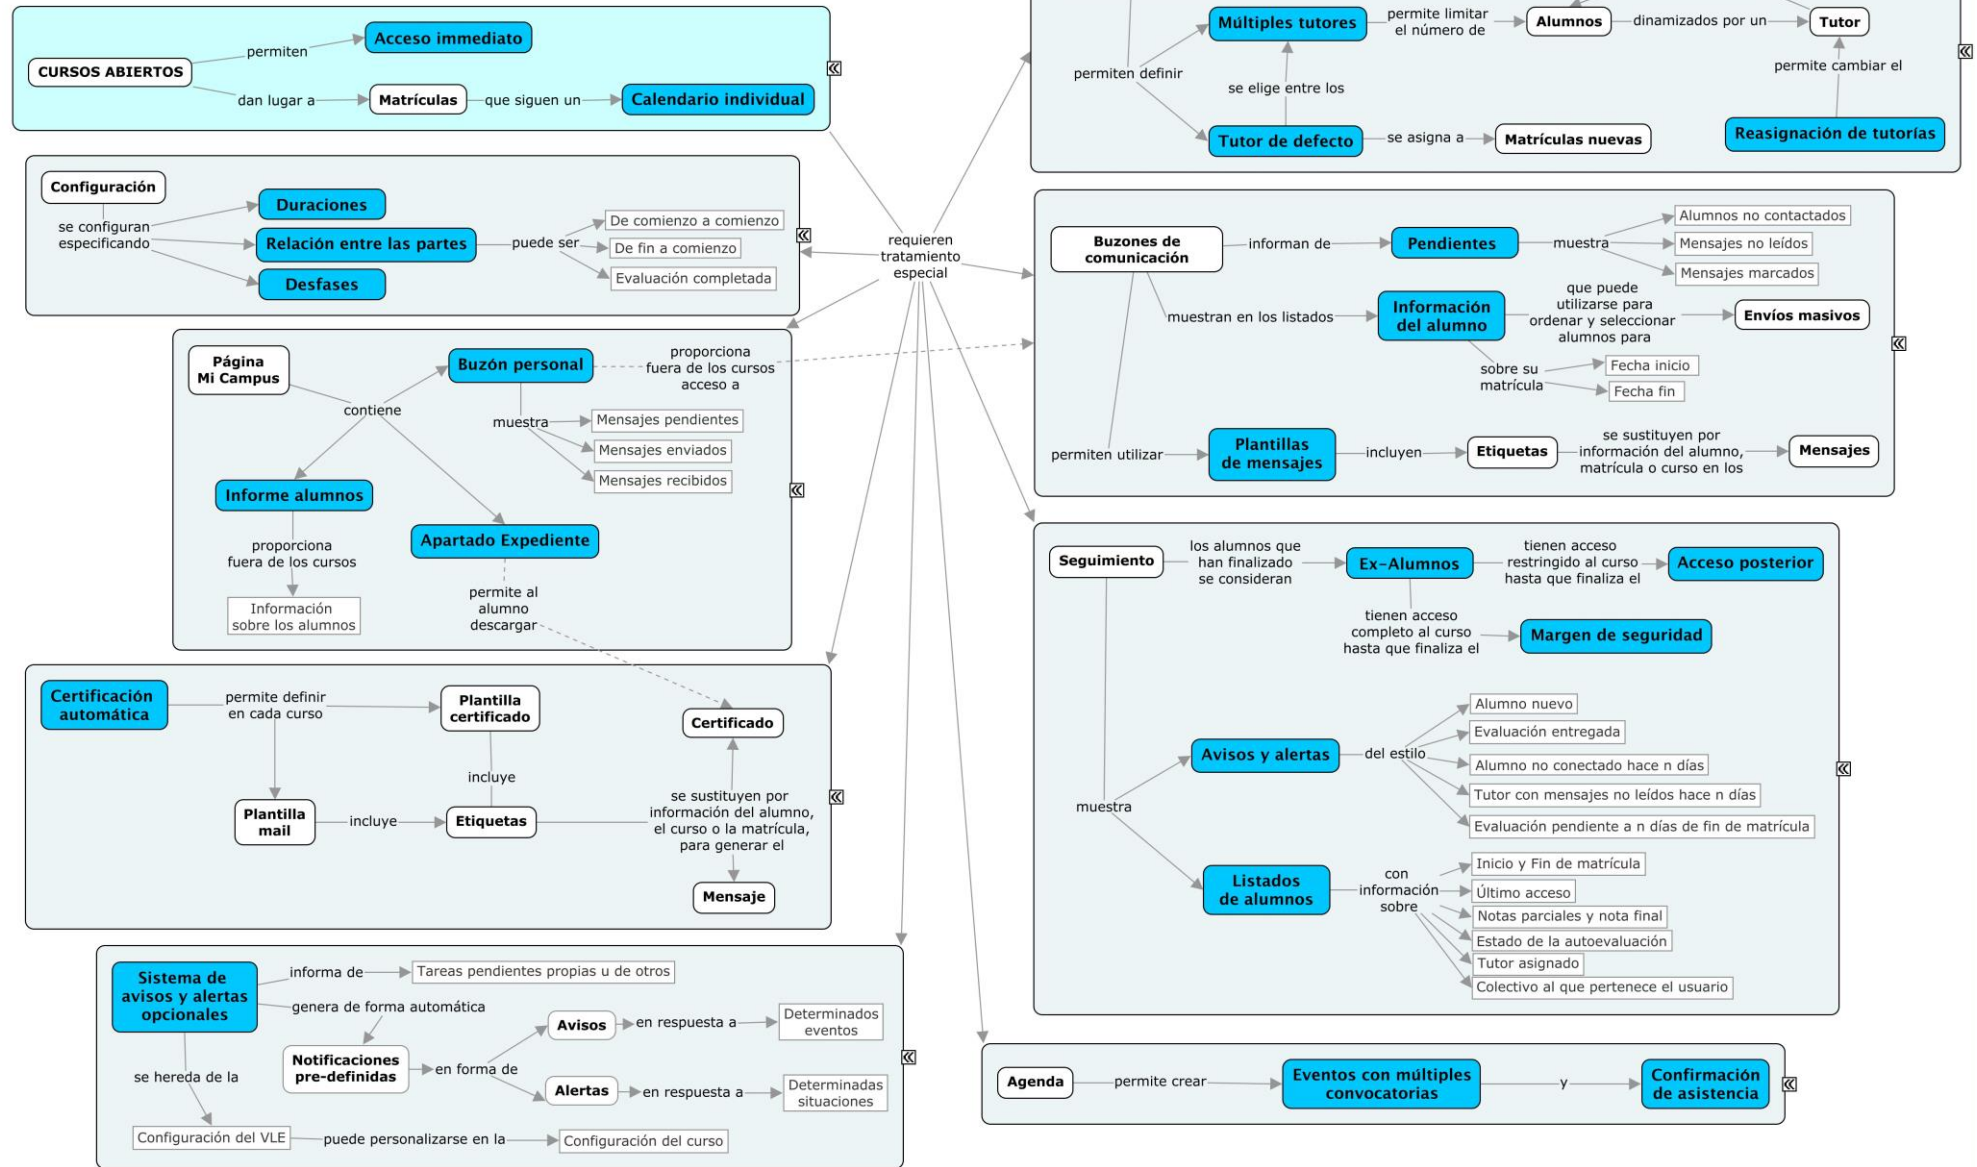 CURSOS ABIERTOS
permiten
Acceso immediato
dan lugar a
Matrículas
que siguen un
Calendario individual
Múltiples tutores
permite limitar
el número de
Alumnos
dinamizados por un
Tutor
permiten definir
se elige entre los
permite cambiar el
Tutor de defecto
se asigna a
Matrículas nuevas
Reasignación de tutorías
requieren
tratamiento
especial
Configuración
se configuran
especificando
Duraciones
Relación entre las partes
Desfases
puede ser
De comienzo a comienzo
De fin a comienzo
Evaluación completada
Buzones de
comunicación
informan de
Pendientes
muestra
Alumnos no contactados
Mensajes no leídos
Mensajes marcados
muestran en los listados
Información
del alumno
que puede
utilizarse para
ordenar y seleccionar
alumnos para
Envíos masivos
sobre su
matrícula
Fecha inicio
Fecha fin
permiten utilizar
Plantillas
de mensajes
incluyen
Etiquetas
se sustituyen por
información del alumno,
matrícula o curso en los
Mensajes
Página
Mi Campus
contiene
Buzón personal
proporciona
fuera de los cursos
acceso a
muestra
Mensajes pendientes
Mensajes enviados
Mensajes recibidos
Informe alumnos
proporciona
fuera de los cursos
Información
sobre los alumnos
Apartado Expediente
permite al
alumno
descargar
Seguimiento
los alumnos que
han finalizado
se consideran
Ex-Alumnos
tienen acceso
restringido al curso
hasta que finaliza el
Acceso posterior
tienen acceso
completo al curso
hasta que finaliza el
Margen de seguridad
muestra
Avisos y alertas
del estilo
Alumno nuevo
Evaluación entregada
Alumno no conectado hace n días
Tutor con mensajes no leídos hace n días
Evaluación pendiente a n días de fin de matrícula
Listados
de alumnos
con
información
sobre
Inicio y Fin de matrícula
Último acceso
Notas parciales y nota final
Estado de la autoevaluación
Tutor asignado
Colectivo al que pertenece el usuario
Certificación
automática
permite definir
en cada curso
Plantilla
certificado
Certificado
incluye
Plantilla
mail
incluye
Etiquetas
se sustituyen por
información del alumno,
el curso o la matrícula,
para generar el
Mensaje
Sistema de
avisos y alertas
opcionales
informa de
Tareas pendientes propias u de otros
genera de forma automática
Notificaciones
pre-definidas
en forma de
Avisos
en respuesta a
Determinados
eventos
Alertas
en respuesta a
Determinadas
situaciones
se hereda de la
Configuración del VLE
puede personalizarse en la
Configuración del curso
Agenda
permite crear
Eventos con múltiples
convocatorias
y
Confirmación
de asistencia